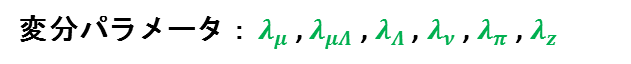 変分パラメータ：λ_μ , λ_μΛ , λ_Λ , λ_ν , λ_π , λ_z